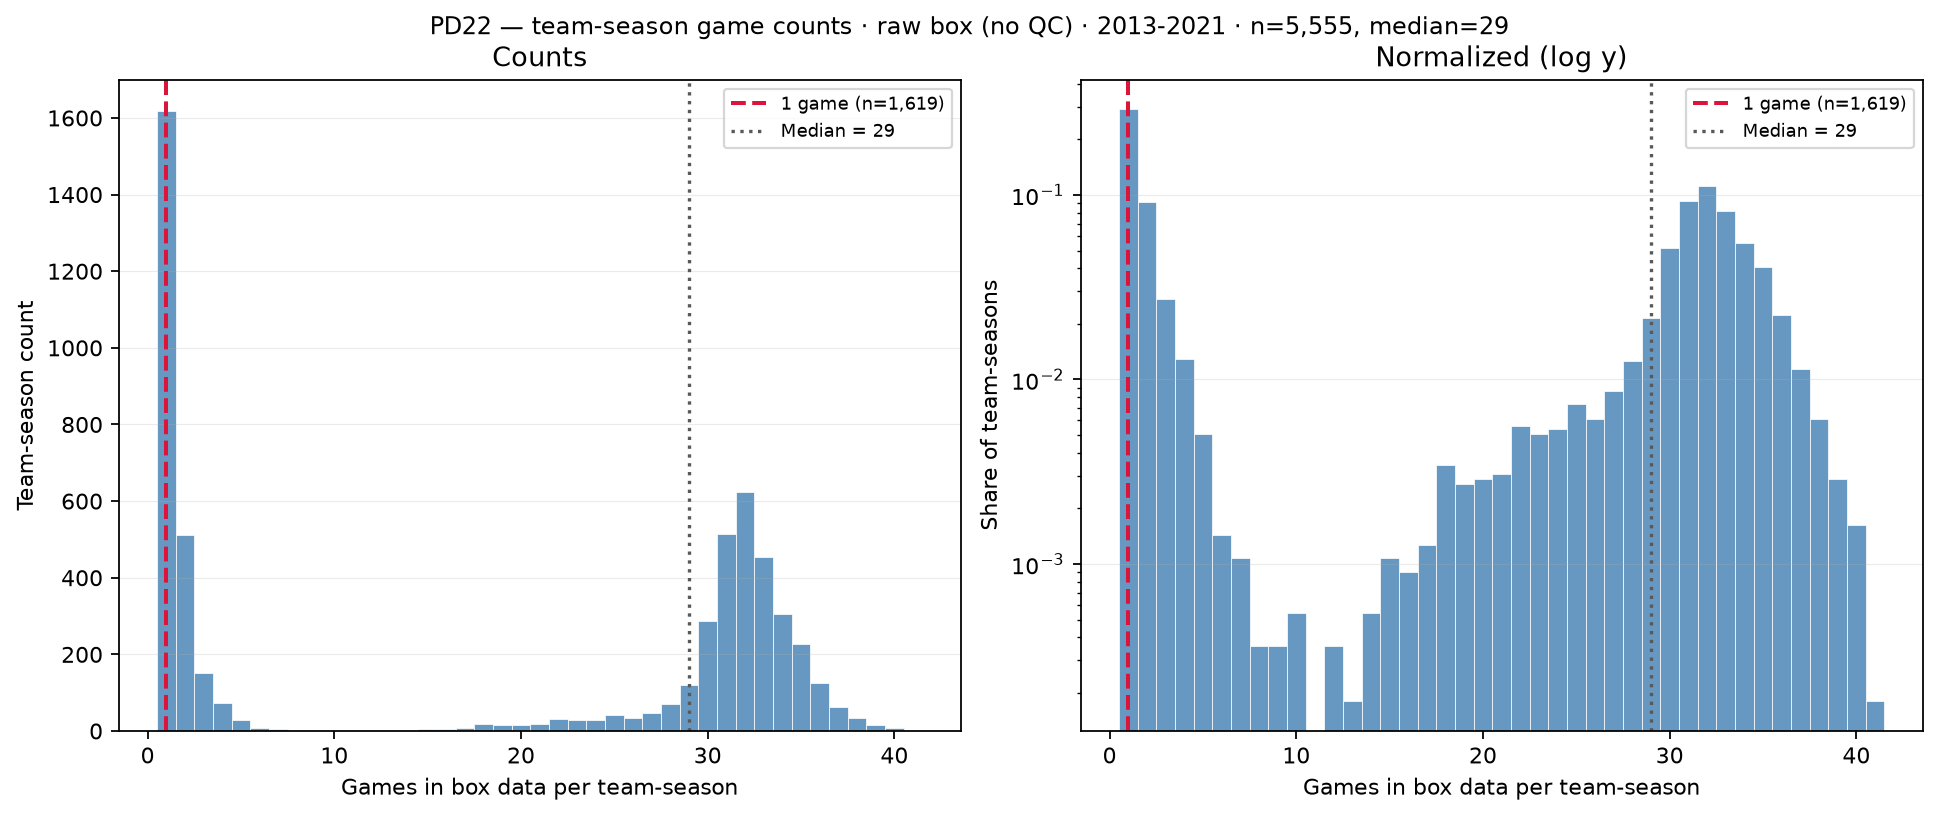 PD22 — team-season game counts · raw box (no QC) · 2013-2021 · n=5,555, median=29
Counts
1600
1400
1200
1000
800
600
400
200
0
Team-season count
1 game (n=1,619)
Median = 29
0 10 20 30 40
Games in box data per team-season
Normalized (log y)
10⁻¹
10⁻²
10⁻³
Share of team-seasons
1 game (n=1,619)
Median = 29
0 10 20 30 40
Games in box data per team-season